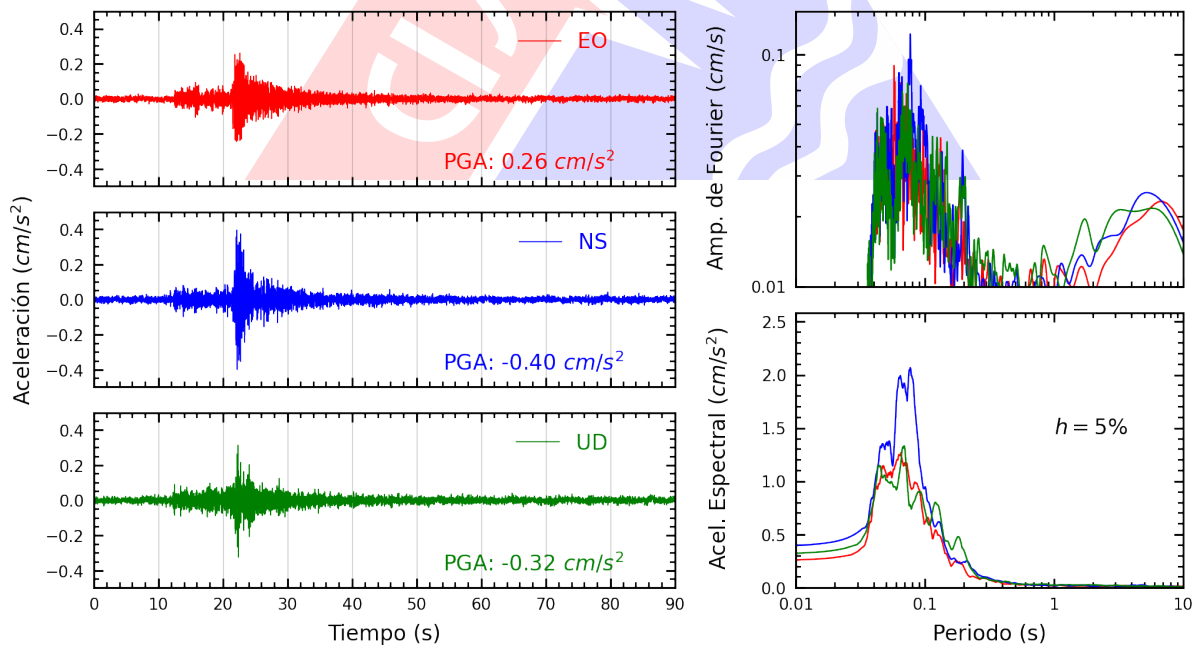 Aceleración (cm/s²)
0.4
0.2
0.0
−0.2
−0.4
EO
PGA: 0.26 cm/s²
0.4
0.2
0.0
−0.2
−0.4
NS
PGA: -0.40 cm/s²
0.4
0.2
0.0
−0.2
−0.4
UD
PGA: -0.32 cm/s²
0 10 20 30 40 50 60 70 80 90
Tiempo (s)
Amp. de Fourier (cm/s)
0.1
0.01
Acel. Espectral (cm/s²)
2.5
2.0
1.5
1.0
0.5
0.0
h = 5%
0.01 0.1 1 10
Periodo (s)